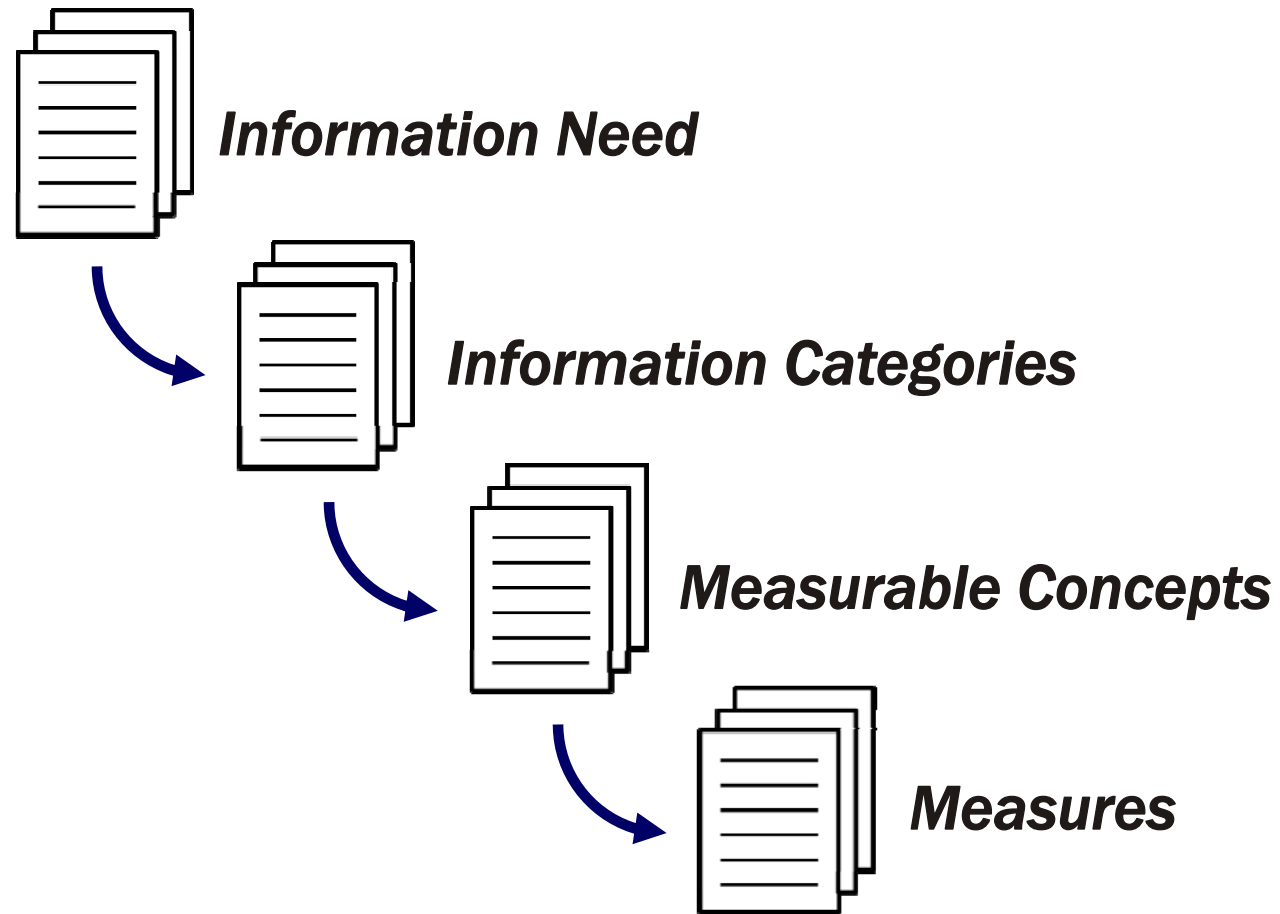 Information Need
Information Categories
Measurable Concepts
Measures